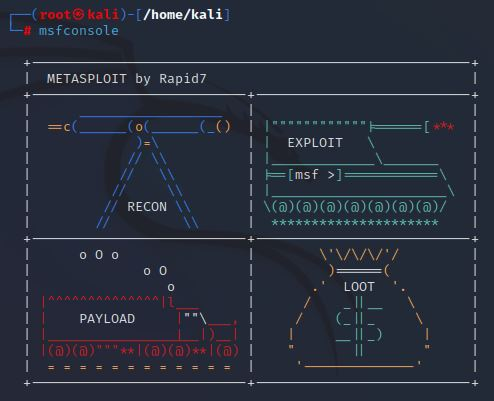 (root㉿kali)-[/home/kali]
# msfconsole
METASPLOIT by Rapid7
RECON
EXPLOIT
[msf >]
PAYLOAD
LOOT